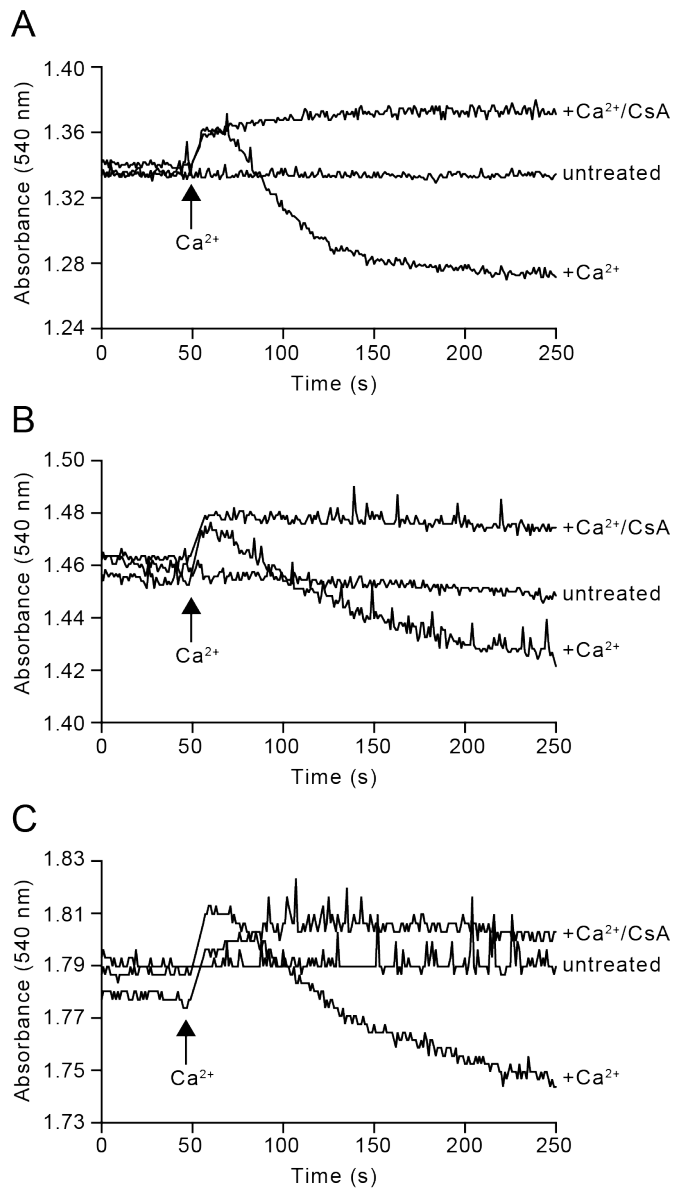 A
Absorbance (540 nm)
1.40
1.36
1.32
1.28
1.24
+Ca²⁺/CsA
untreated
+Ca²⁺
Ca²⁺
0 50 100 150 200 250
Time (s)
B
Absorbance (540 nm)
1.50
1.48
1.46
1.44
1.42
1.40
+Ca²⁺/CsA
untreated
+Ca²⁺
Ca²⁺
0 50 100 150 200 250
Time (s)
C
Absorbance (540 nm)
1.83
1.81
1.79
1.77
1.75
1.73
+Ca²⁺/CsA
untreated
+Ca²⁺
Ca²⁺
0 50 100 150 200 250
Time (s)